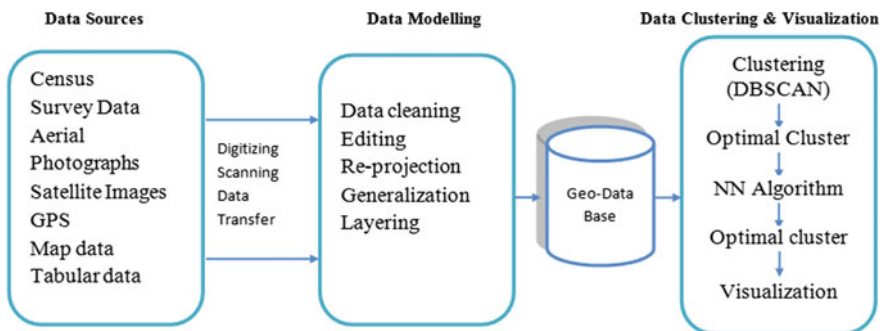 Data Sources
Data Modelling
Data Clustering & Visualization
Census
Survey Data
Aerial
Photographs
Satellite Images
GPS
Map data
Tabular data
Digitizing
Scanning
Data
Transfer
Data cleaning
Editing
Re-projection
Generalization
Layering
Geo-Data
Base
Clustering
(DBSCAN)
Optimal Cluster
NN Algorithm
Optimal cluster
Visualization